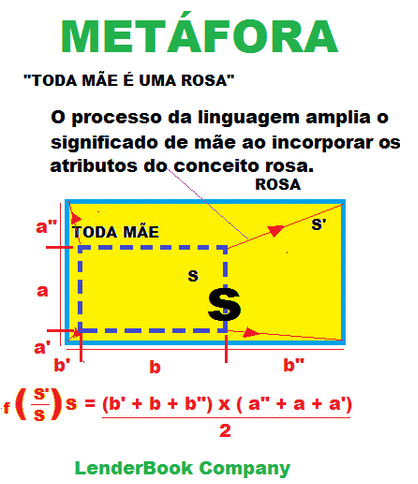 METÁFORA
"TODA MÃE É UMA ROSA"
O processo da linguagem amplia o
significado de mãe ao incorporar os
atributos do conceito rosa.
ROSA
a"
TODA MÃE
S'
a
S
S
a'
b'
b
b"
f ( S'/S ) s = (b' + b + b") x ( a" + a + a')
2
LenderBook Company